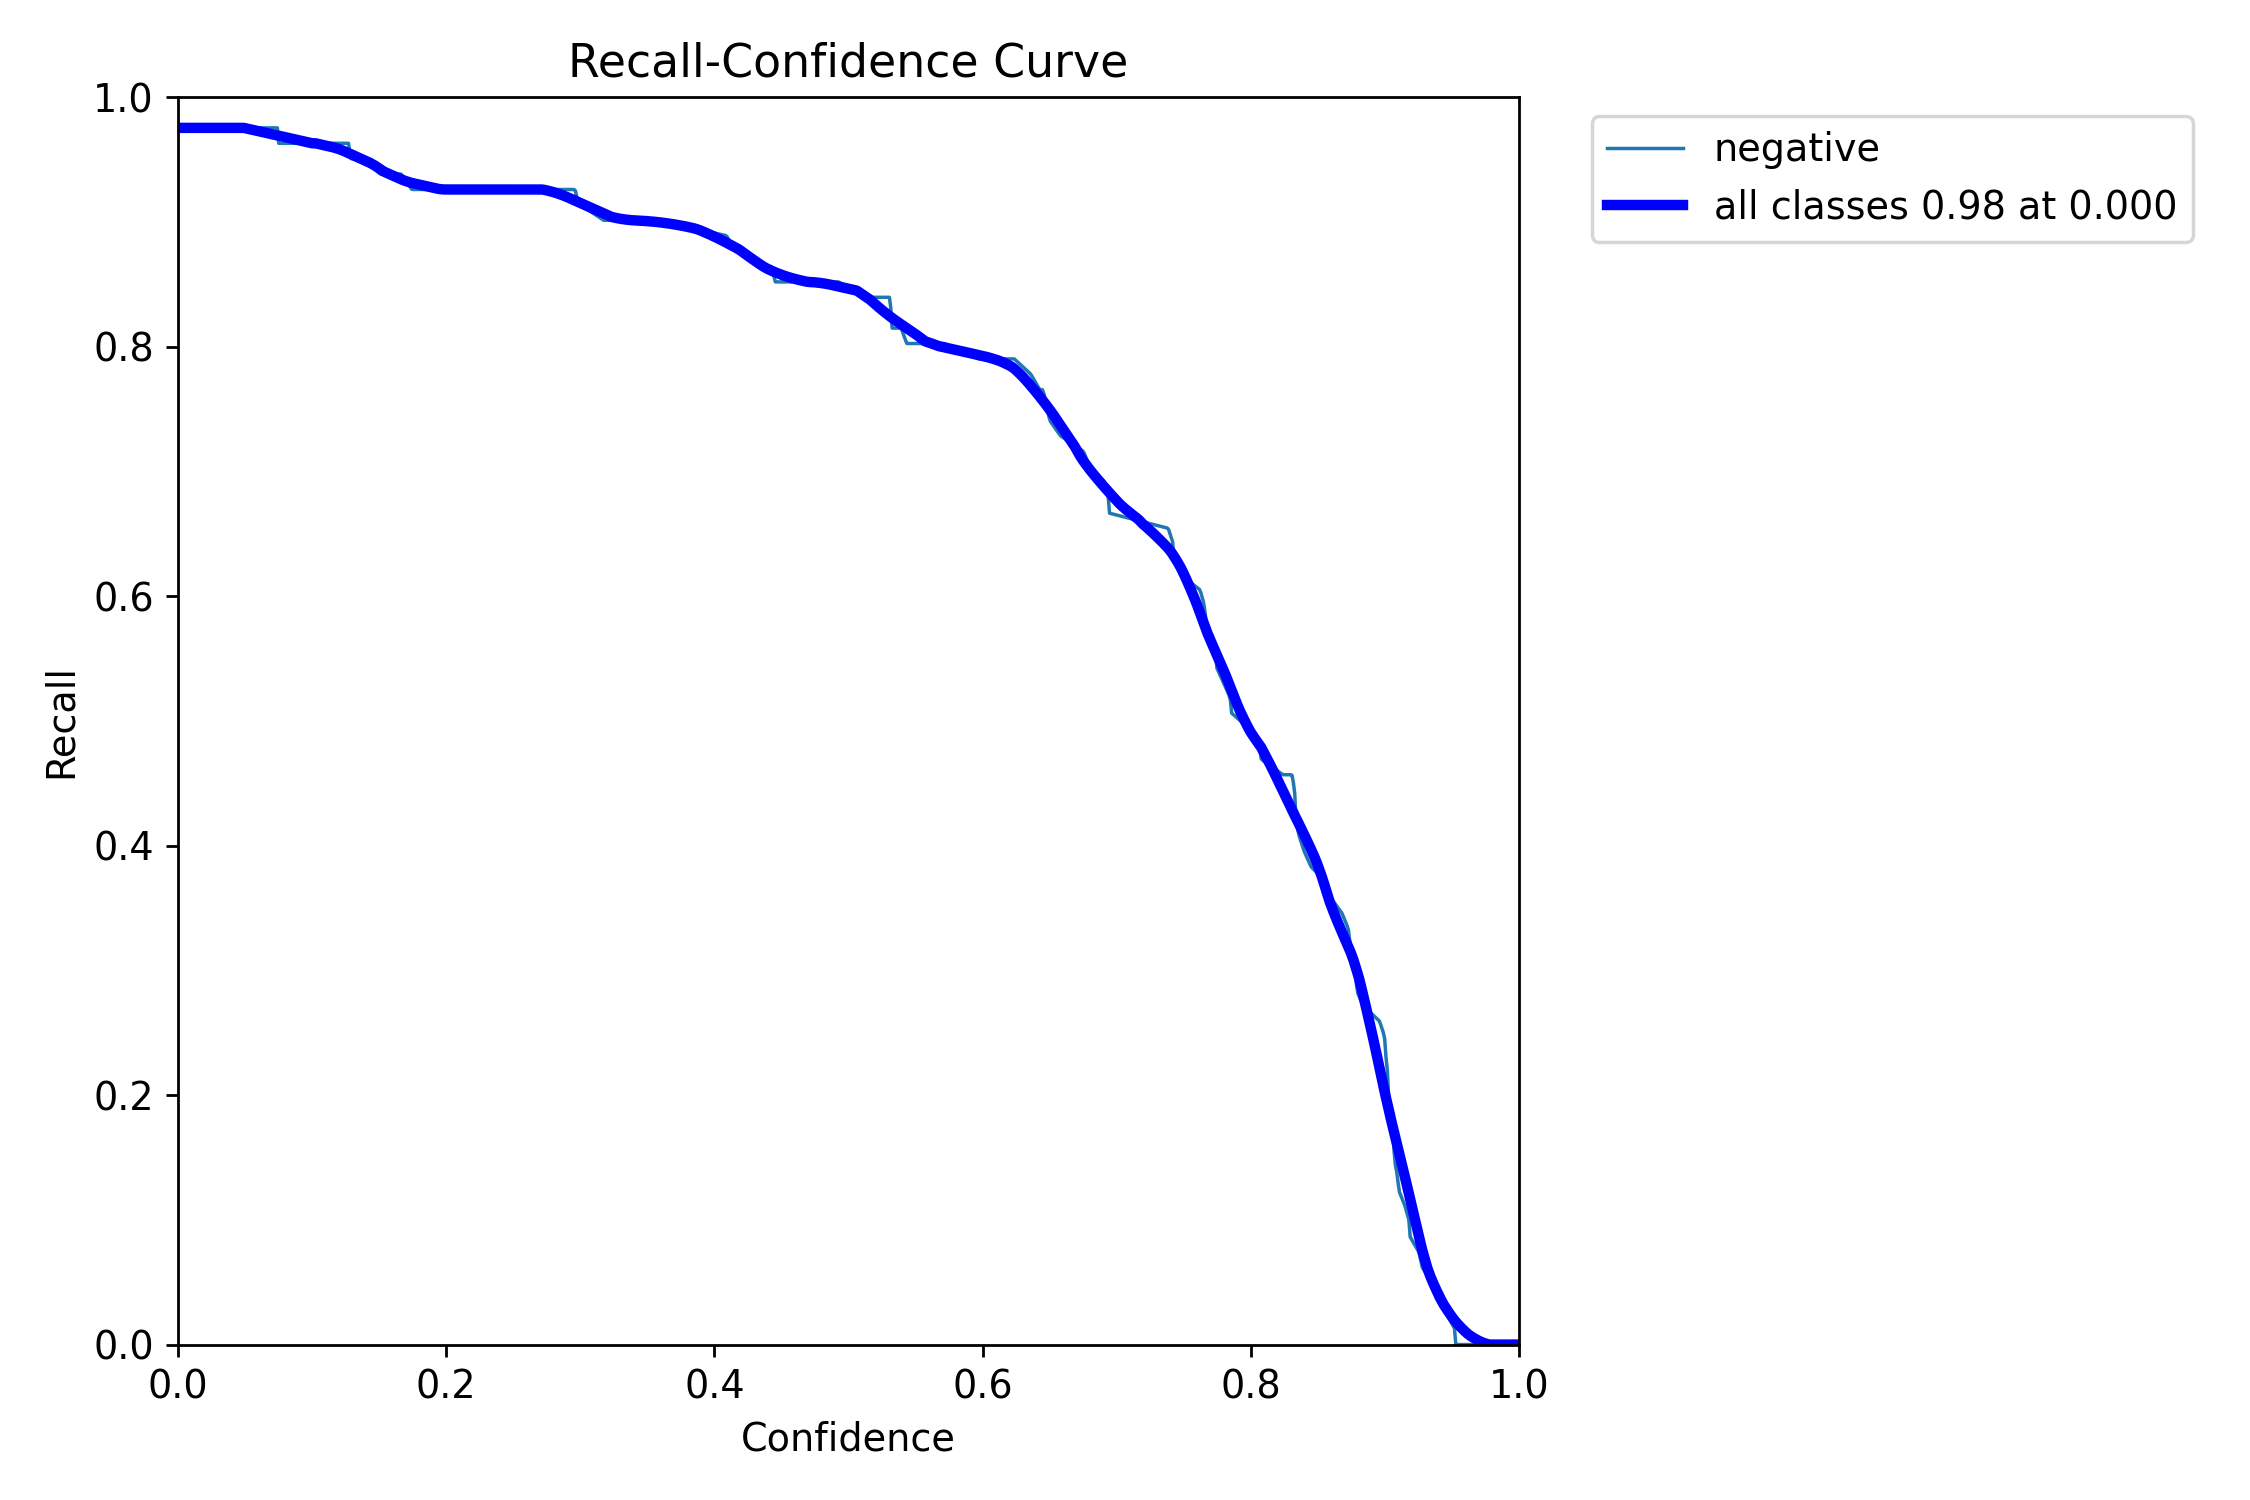 Recall-Confidence Curve
negative
all classes 0.98 at 0.000
1.0
0.8
0.6
0.4
0.2
0.0
Recall
0.0 0.2 0.4 0.6 0.8 1.0
Confidence